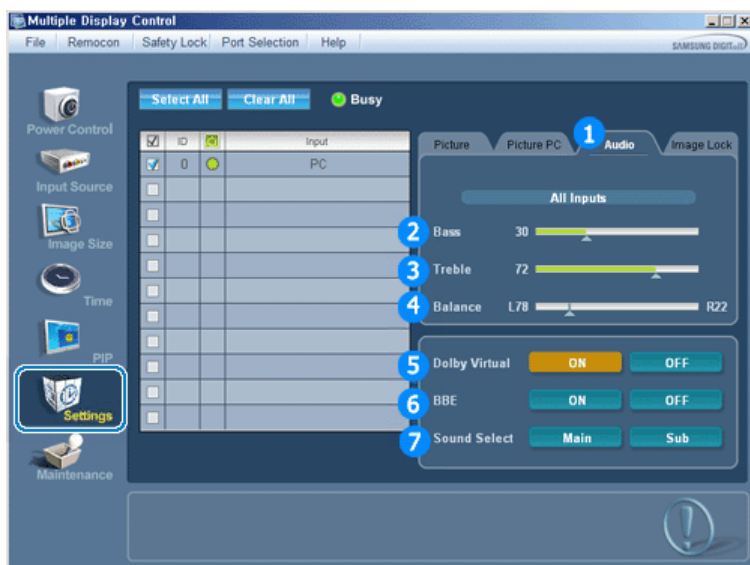 Multiple Display Control
File Remocon Safety Lock Port Selection Help
SAMSUNG DIGITall
Select All Clear All Busy
Power Control
Input Source
Image Size
Time
PIP
Settings
Maintenance
ID Input
0 PC
Picture Picture PC 1 Audio Image Lock
All Inputs
2 Bass 30
3 Treble 72
4 Balance L78 R22
5 Dolby Virtual ON OFF
6 BBE ON OFF
7 Sound Select Main Sub